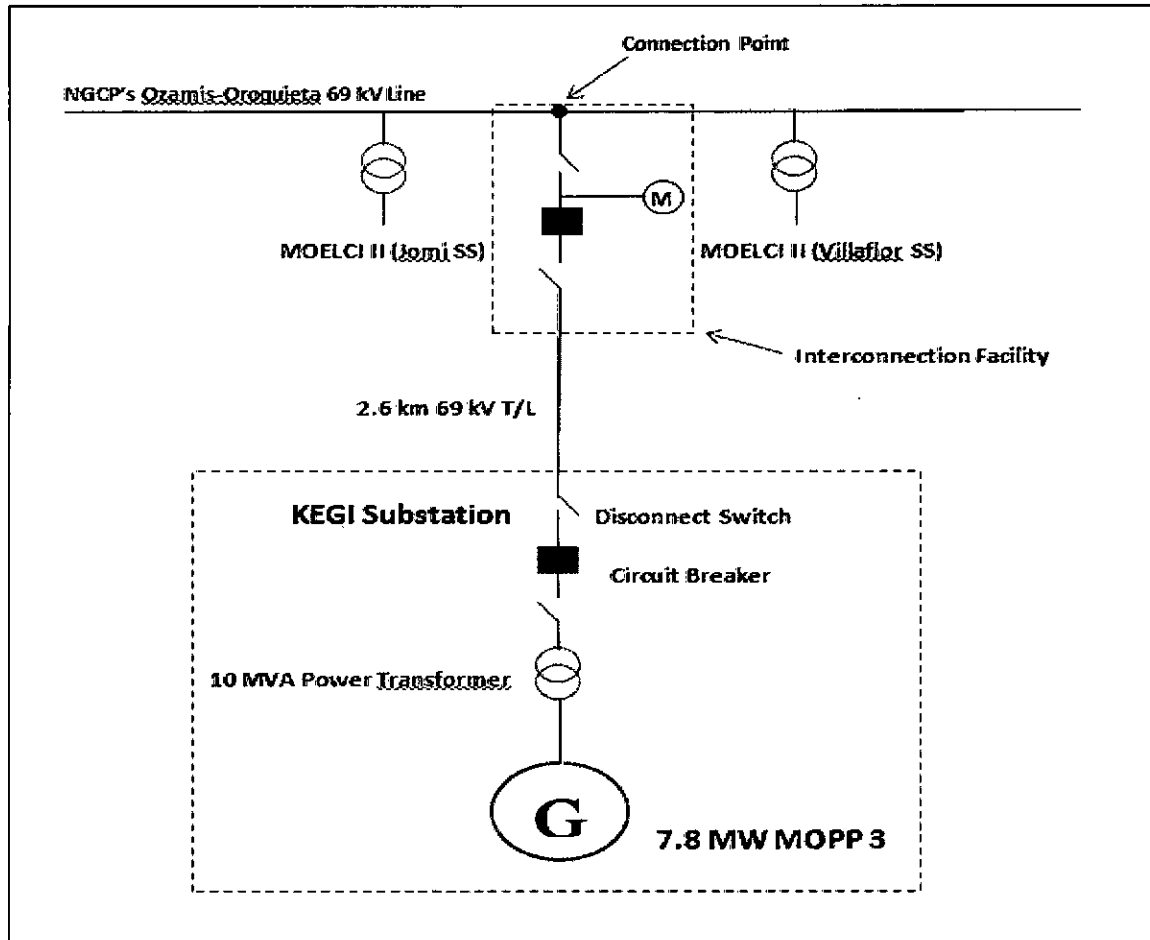 Connection Point
NGCP's Ozamis-Oroquieta 69 kV Line
M
MOELCI II (Jomi SS)
MOELCI II (Villaflor SS)
Interconnection Facility
2.6 km 69 kV T/L
KEGI Substation
Disconnect Switch
Circuit Breaker
10 MVA Power Transformer
G
7.8 MW MOPP 3